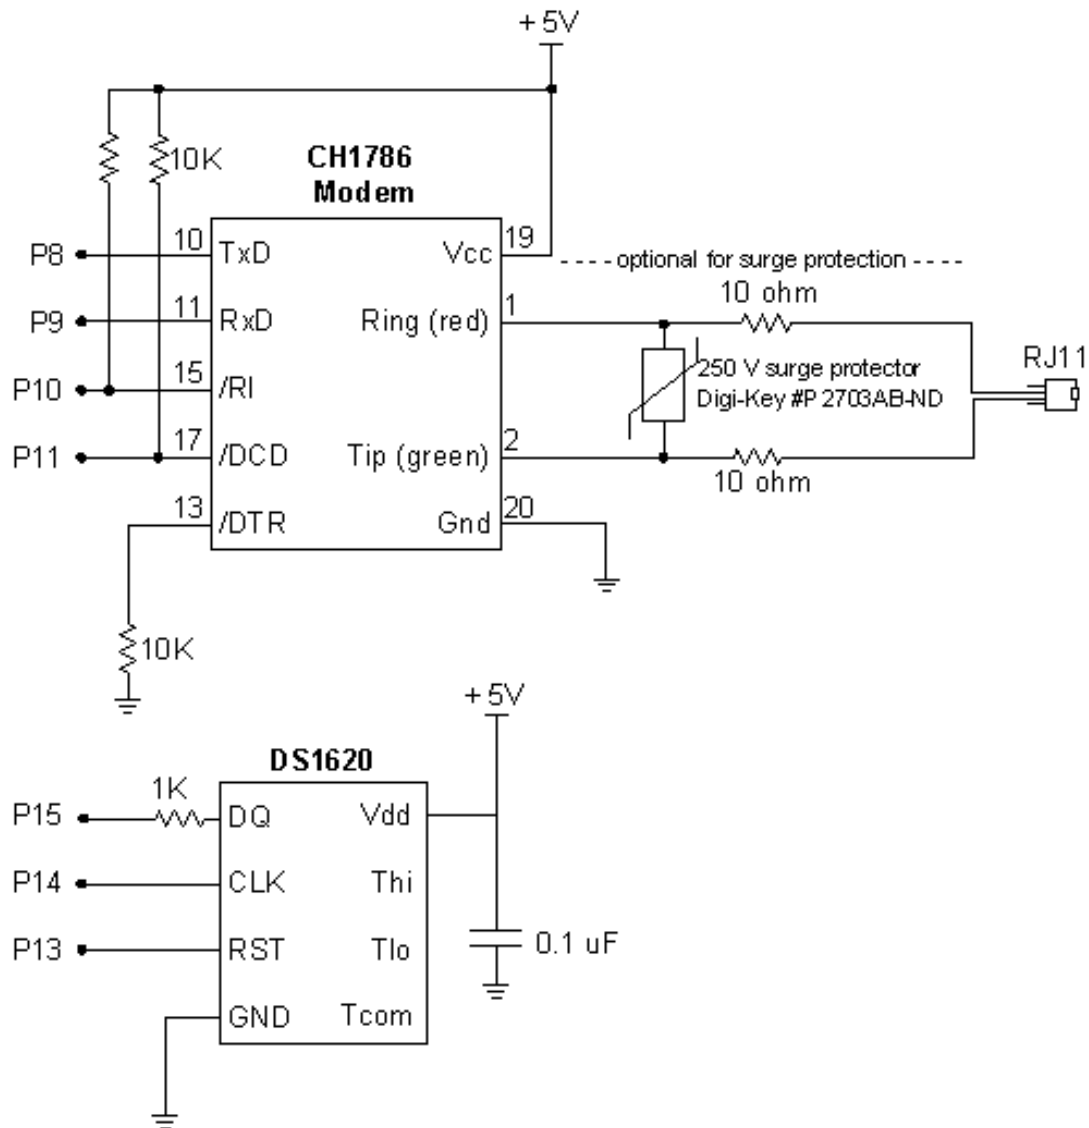 +5V
10K
CH1786
Modem
P8
10
TxD
Vcc
19
---- optional for surge protection ----
10 ohm
P9
11
RxD
Ring (red)
1
RJ11
250 V surge protector
Digi-Key #P2703AB-ND
P10
15
/RI
P11
17
/DCD
Tip (green)
2
10 ohm
13
/DTR
Gnd
20
10K
+5V
DS1620
1K
P15
DQ
Vdd
P14
CLK
Thi
P13
RST
Tlo
0.1 uF
GND
Tcom